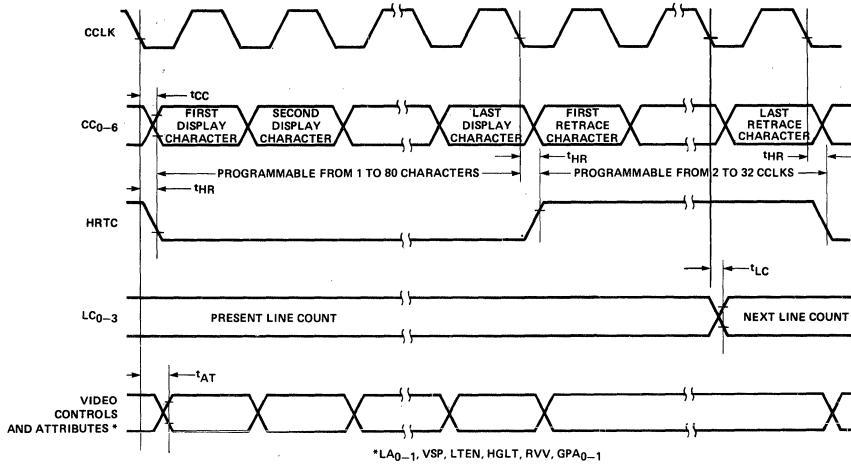 CCLK
tCC
CC0–6
FIRST DISPLAY CHARACTER
SECOND DISPLAY CHARACTER
LAST DISPLAY CHARACTER
FIRST RETRACE CHARACTER
LAST RETRACE CHARACTER
tHR
tHR
PROGRAMMABLE FROM 1 TO 80 CHARACTERS
PROGRAMMABLE FROM 2 TO 32 CCLKS
tHR
HRTC
tLC
LC0–3
PRESENT LINE COUNT
NEXT LINE COUNT
tAT
VIDEO
CONTROLS
AND ATTRIBUTES *
*LA0–1, VSP, LTEN, HGLT, RVV, GPA0–1